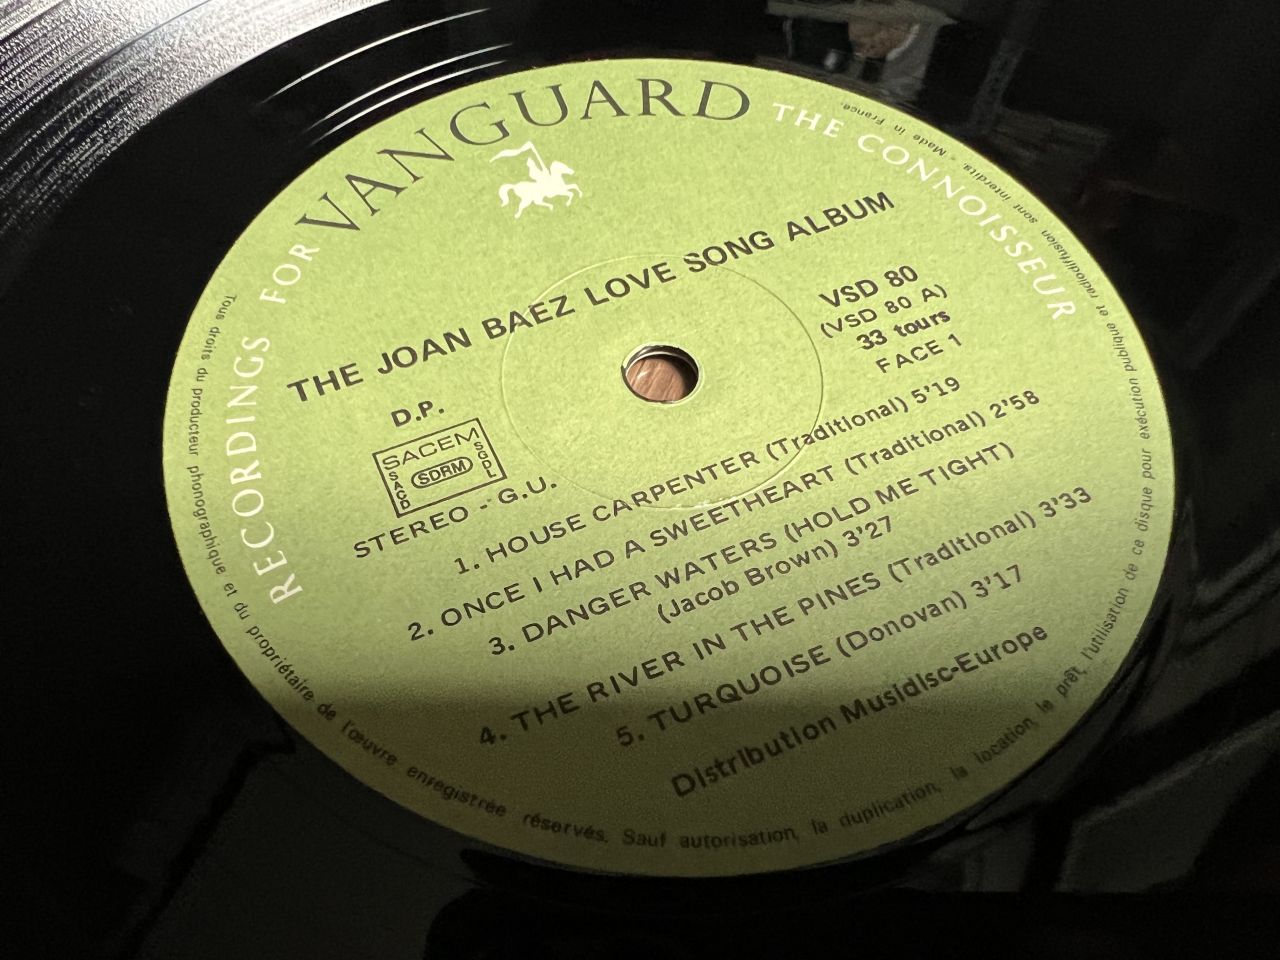 RECORDINGS FOR VANGUARD THE CONNOISSEUR
THE JOAN BAEZ LOVE SONG ALBUM
VSD 80
(VSD 80 A)
33 tours
FACE 1
D.P.
SACEM
SACD
SDRM
SGDL
STEREO - G.U.
1. HOUSE CARPENTER (Traditional) 5'19
2. ONCE I HAD A SWEETHEART (Traditional) 2'58
3. DANGER WATERS (HOLD ME TIGHT)
(Jacob Brown) 3'27
4. THE RIVER IN THE PINES (Traditional) 3'33
5. TURQUOISE (Donovan) 3'17
Distribution Musidisc-Europe
Tous droits du producteur phonographique et du propriétaire de l'œuvre enregistrée réservés. Sauf autorisation, la duplication, la location, le prêt, l'utilisation de ce disque pour exécution publique et radiodiffusion sont interdits. - Made in France.